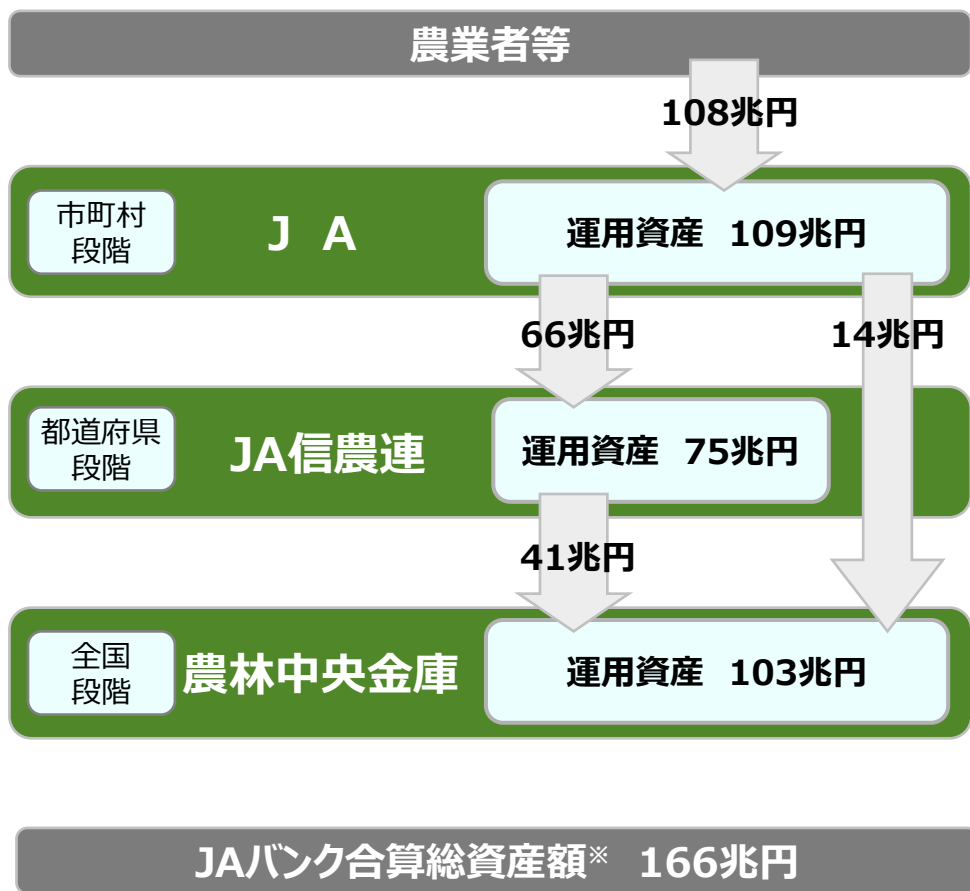 農業者等
108兆円
市町村
段階
J A
運用資産 109兆円
66兆円
14兆円
都道府県
段階
JA信農連
運用資産 75兆円
41兆円
全国
段階
農林中央金庫
運用資産 103兆円
JAバンク合算総資産額※ 166兆円